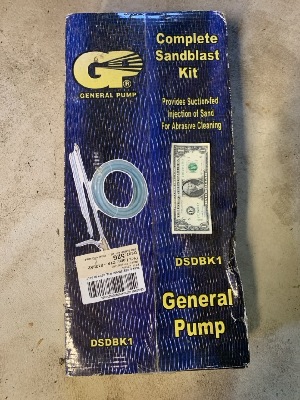 GP®
GENERAL PUMP
Complete
Sandblast
Kit
Provides Suction-fed
Injection of Sand
For Abrasive Cleaning
DSDBK1
General
Pump
DSDBK1